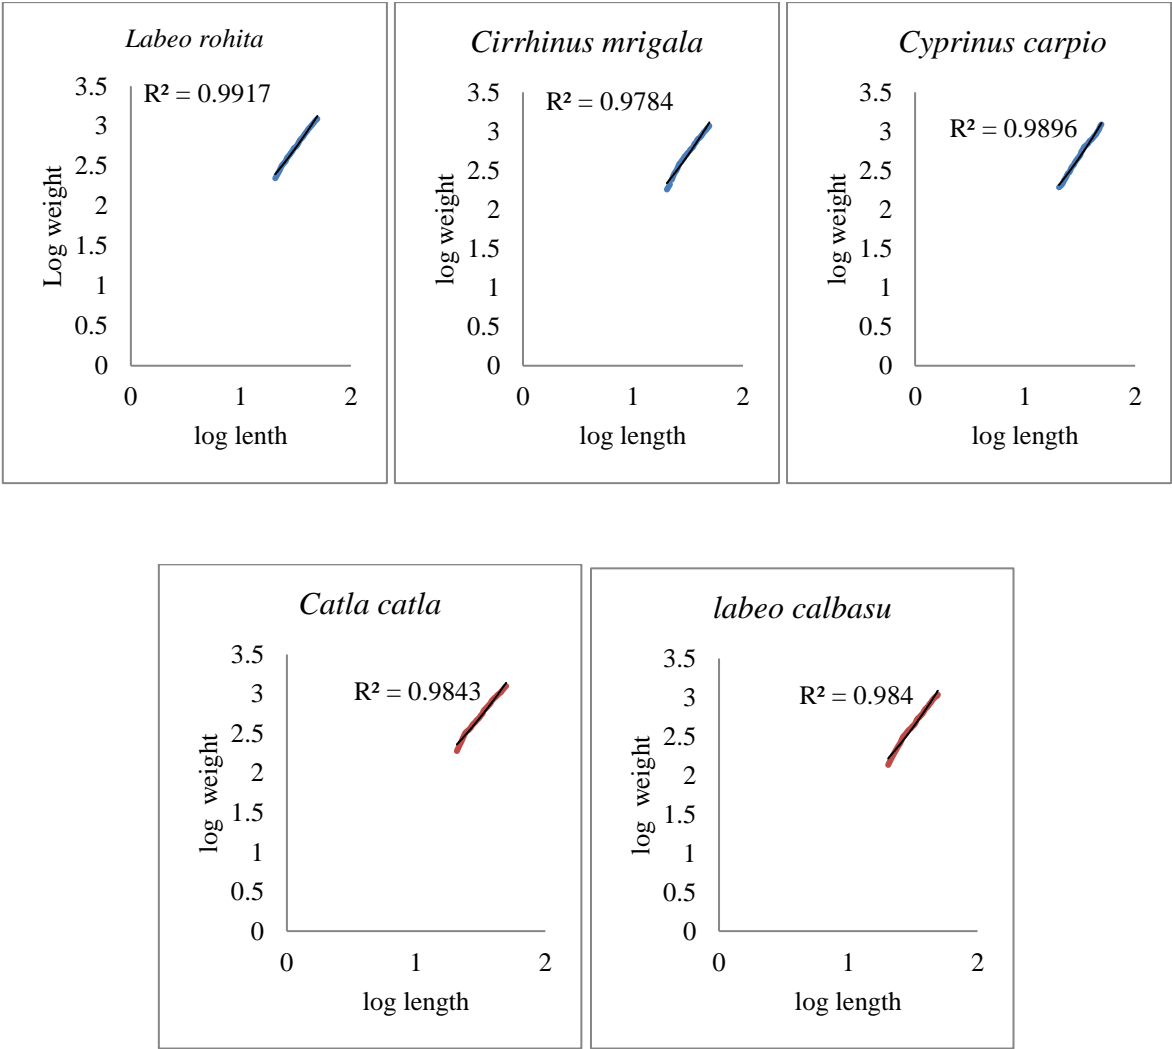 Labeo rohita
R² = 0.9917
3.5
3
2.5
2
1.5
1
0.5
0
Log weight
0 1 2
log lenth
Cirrhinus mrigala
R² = 0.9784
3.5
3
2.5
2
1.5
1
0.5
0
log weight
0 1 2
log length
Cyprinus carpio
R² = 0.9896
3.5
3
2.5
2
1.5
1
0.5
0
log weight
0 1 2
log length
Catla catla
R² = 0.9843
3.5
3
2.5
2
1.5
1
0.5
0
log weight
0 1 2
log length
labeo calbasu
R² = 0.984
3.5
3
2.5
2
1.5
1
0.5
0
log weight
0 1 2
log length